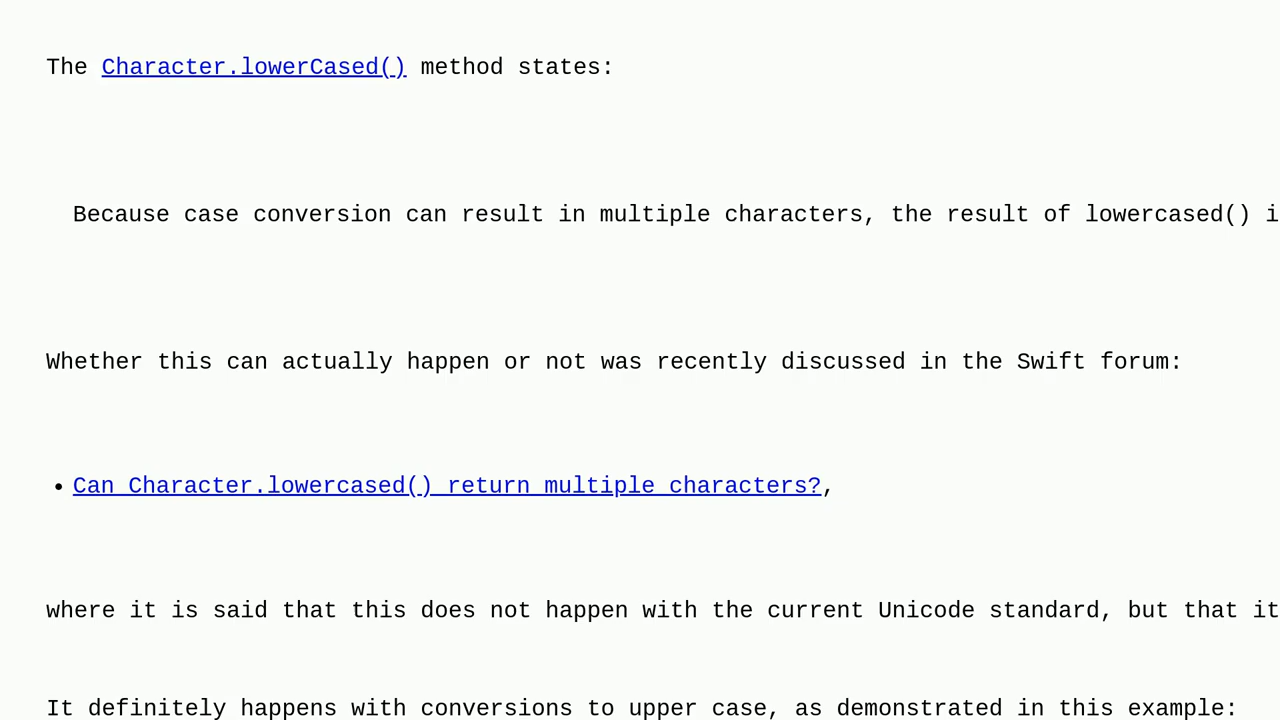 The Character.lowerCased() method states:
Because case conversion can result in multiple characters, the result of lowercased() i
Whether this can actually happen or not was recently discussed in the Swift forum:
• Can Character.lowercased() return multiple characters?,
where it is said that this does not happen with the current Unicode standard, but that it
It definitely happens with conversions to upper case, as demonstrated in this example: